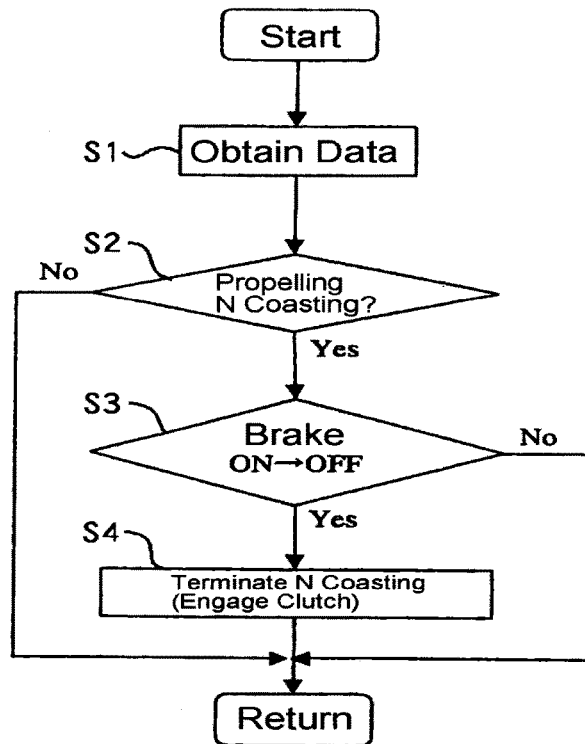 Start
S1
Obtain Data
S2
No
Propelling
N Coasting?
Yes
S3
Brake
ON→OFF
No
Yes
S4
Terminate N Coasting
(Engage Clutch)
Return